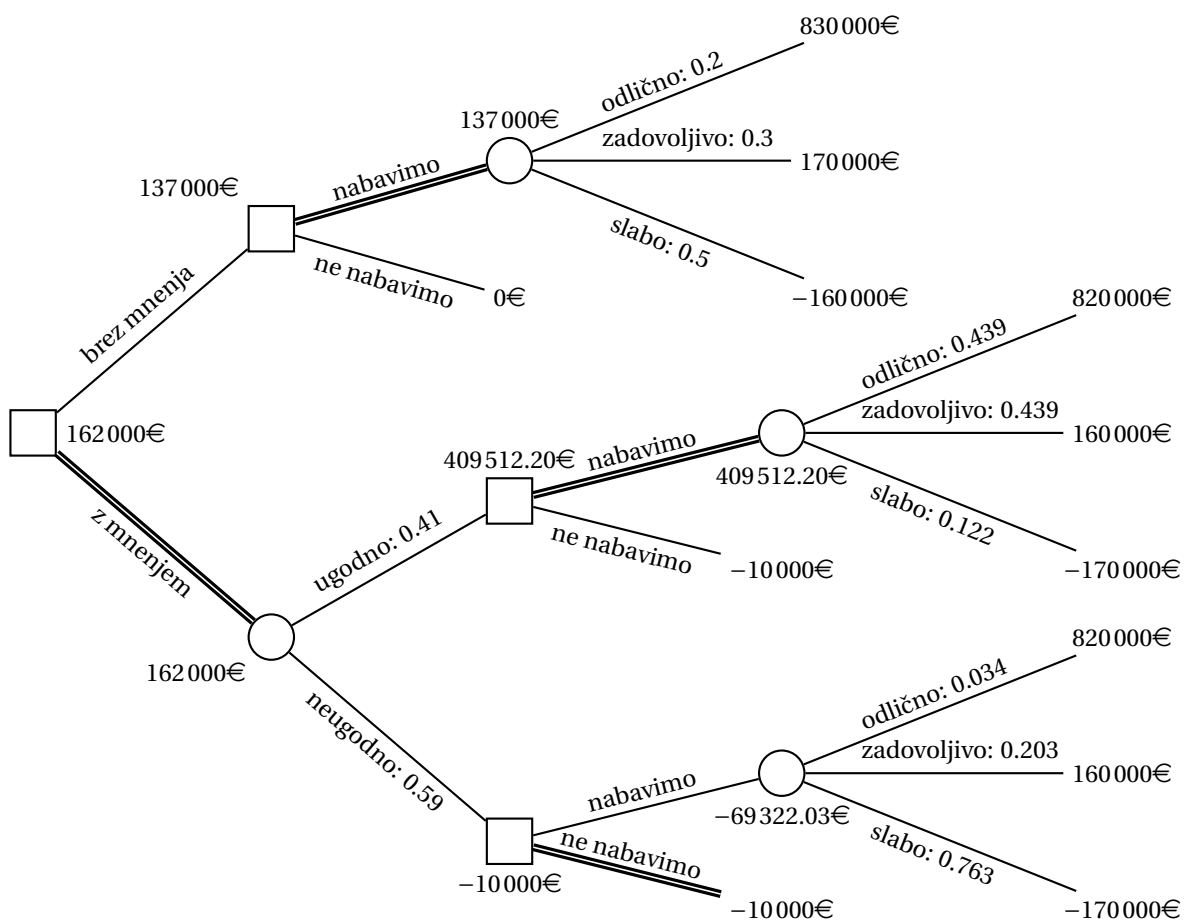 830 000€
odlično: 0.2
137 000€
zadovoljivo: 0.3
170 000€
nabavimo
137 000€
slabo: 0.5
ne nabavimo
0€
−160 000€
brez mnenja
820 000€
odlično: 0.439
162 000€
zadovoljivo: 0.439
160 000€
nabavimo
409 512.20€
409 512.20€
slabo: 0.122
z mnenjem
ugodno: 0.41
ne nabavimo
−10 000€
−170 000€
820 000€
162 000€
odlično: 0.034
neugodno: 0.59
zadovoljivo: 0.203
160 000€
nabavimo
−69 322.03€
slabo: 0.763
ne nabavimo
−10 000€
−10 000€
−170 000€